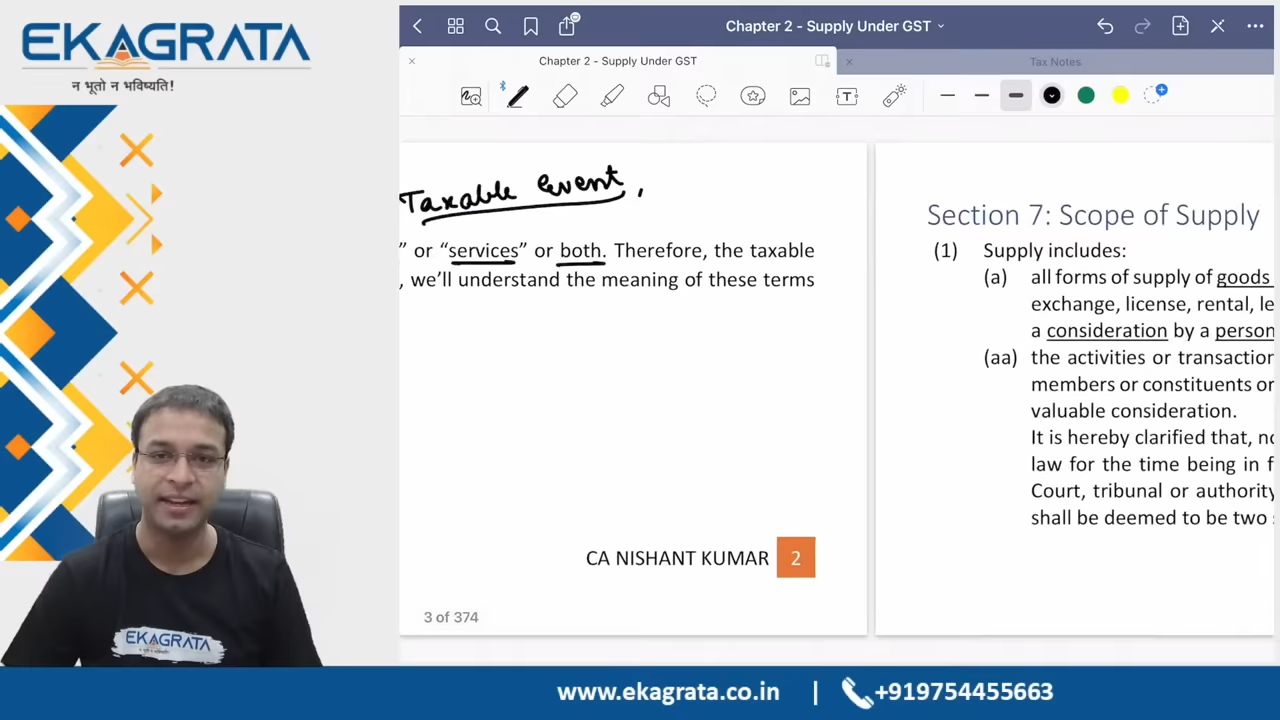 EKAGRATA
न भूतो न भविष्यति!
Chapter 2 - Supply Under GST
Chapter 2 - Supply Under GST
Tax Notes
Taxable event,
” or “services” or both. Therefore, the taxable
, we’ll understand the meaning of these terms
CA NISHANT KUMAR 2
3 of 374
Section 7: Scope of Supply
(1) Supply includes:
(a) all forms of supply of goods
exchange, license, rental, le
a consideration by a person
(aa) the activities or transaction
members or constituents or
valuable consideration.
It is hereby clarified that, no
law for the time being in f
Court, tribunal or authority
shall be deemed to be two s
EKAGRATA
www.ekagrata.co.in | +919754455663